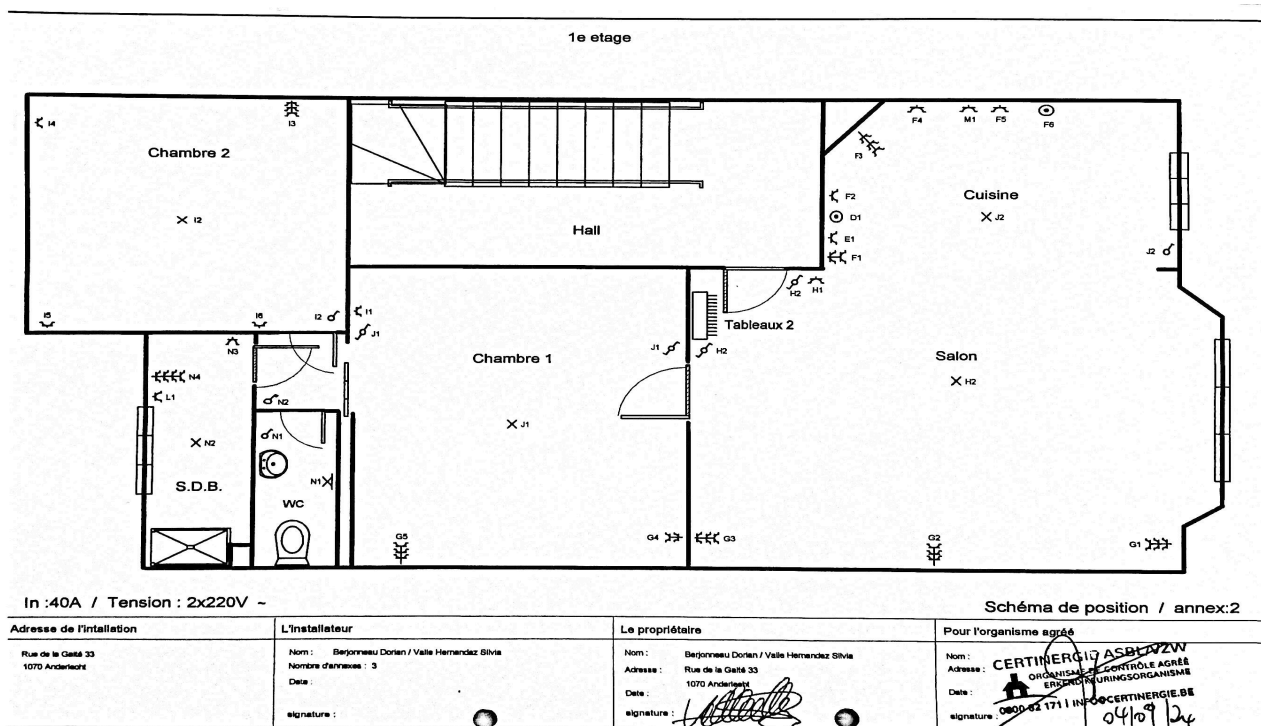 1e etage
I4
I3
Chambre 2
I2
Hall
F4
M1
F5
F6
F3
F2
D1
E1
F1
Cuisine
J2
J2
H2
H1
I5
I6
I2
I1
J1
N3
Chambre 1
J1
H2
Tableaux 2
Salon
H2
N4
L1
N2
J1
N2
N1
N1
S.D.B.
WC
G5
G4
G3
G2
G1
In :40A / Tension : 2x220V ~
Schéma de position / annex:2
Adresse de l'intallation
Rue de la Gaité 33
1070 Anderlecht
L'installateur
Nom : Berjonneau Dorian / Valle Hernandez Silvia
Nombre d'annexes : 3
Date :
signature :
Le propriétaire
Nom : Berjonneau Dorian / Valle Hernandez Silvia
Adresse : Rue de la Gaité 33
1070 Anderlecht
Date :
signature :
Pour l'organisme agréé
Nom :
Adresse :
Date :
signature :
CERTINERGIE ASBL/VZW
ORGANISME DE CONTRÔLE AGRÉÉ
ERKEND KEURINGSORGANISME
0800 82 171 | INFO@CERTINERGIE.BE